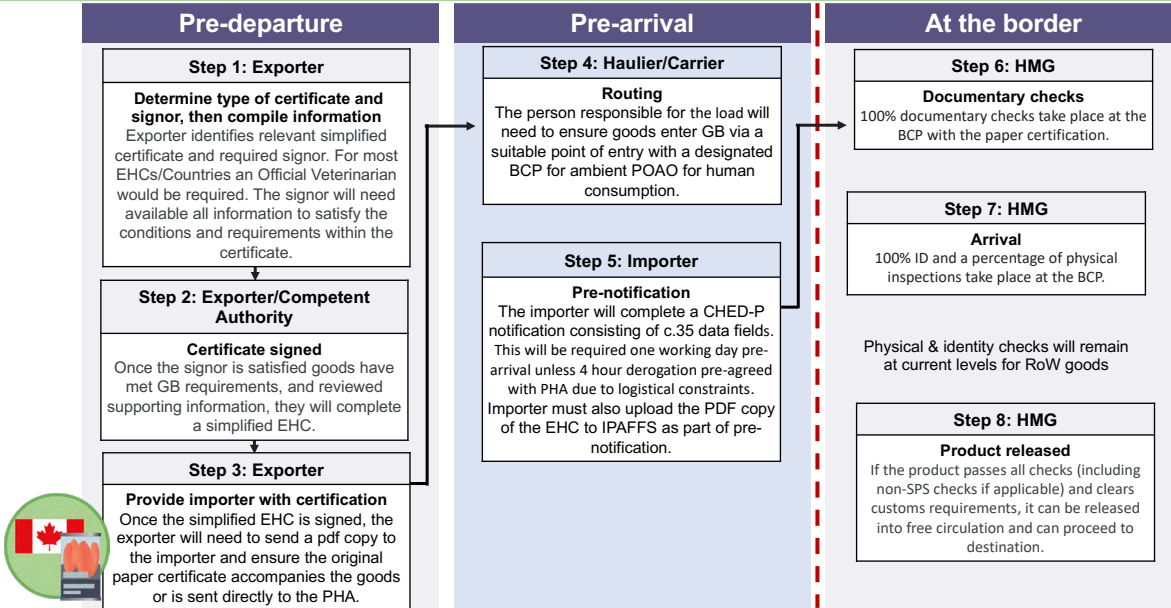 Pre-departure
Step 1: Exporter
Determine type of certificate and
signor, then compile information
Exporter identifies relevant simplified
certificate and required signor. For most
EHCs/Countries an Official Veterinarian
would be required. The signor will need
available all information to satisfy the
conditions and requirements within the
certificate.
Step 2: Exporter/Competent
Authority
Certificate signed
Once the signor is satisfied goods have
met GB requirements, and reviewed
supporting information, they will complete
a simplified EHC.
Step 3: Exporter
Provide importer with certification
Once the simplified EHC is signed, the
exporter will need to send a pdf copy to
the importer and ensure the original
paper certificate accompanies the goods
or is sent directly to the PHA.
Pre-arrival
Step 4: Haulier/Carrier
Routing
The person responsible for the load will
need to ensure goods enter GB via a
suitable point of entry with a designated
BCP for ambient POAO for human
consumption.
Step 5: Importer
Pre-notification
The importer will complete a CHED-P
notification consisting of c.35 data fields.
This will be required one working day pre-
arrival unless 4 hour derogation pre-agreed
with PHA due to logistical constraints.
Importer must also upload the PDF copy
of the EHC to IPAFFS as part of pre-
notification.
At the border
Step 6: HMG
Documentary checks
100% documentary checks take place at the
BCP with the paper certification.
Step 7: HMG
Arrival
100% ID and a percentage of physical
inspections take place at the BCP.
Physical & identity checks will remain
at current levels for RoW goods
Step 8: HMG
Product released
If the product passes all checks (including
non-SPS checks if applicable) and clears
customs requirements, it can be released
into free circulation and can proceed to
destination.